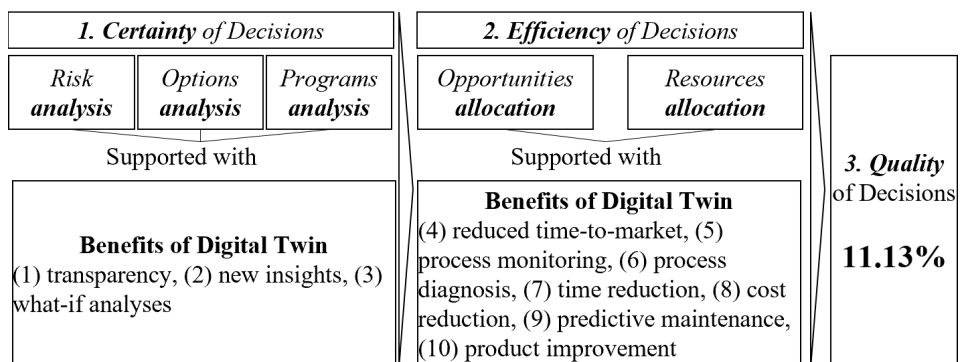 1. Certainty of Decisions
Risk
analysis
Options
analysis
Programs
analysis
Supported with
Benefits of Digital Twin
(1) transparency, (2) new insights, (3)
what-if analyses
2. Efficiency of Decisions
Opportunities
allocation
Resources
allocation
Supported with
Benefits of Digital Twin
(4) reduced time-to-market, (5)
process monitoring, (6) process
diagnosis, (7) time reduction, (8) cost
reduction, (9) predictive maintenance,
(10) product improvement
3. Quality
of Decisions
11.13%